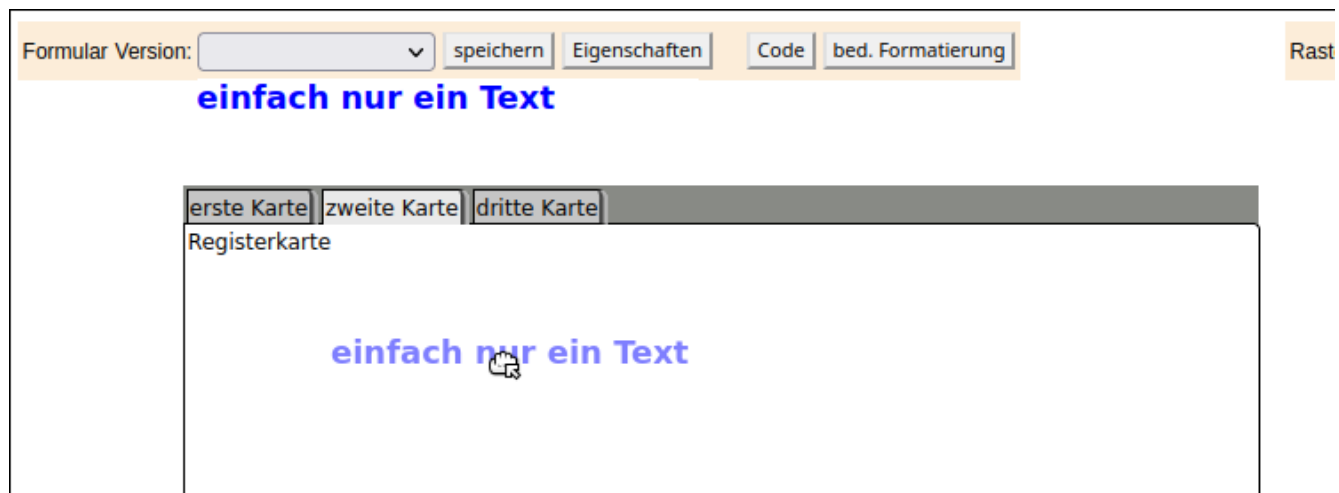 Formular Version: speichern Eigenschaften Code bed. Formatierung
einfach nur ein Text
erste Karte zweite Karte dritte Karte
Registerkarte
einfach nur ein Text